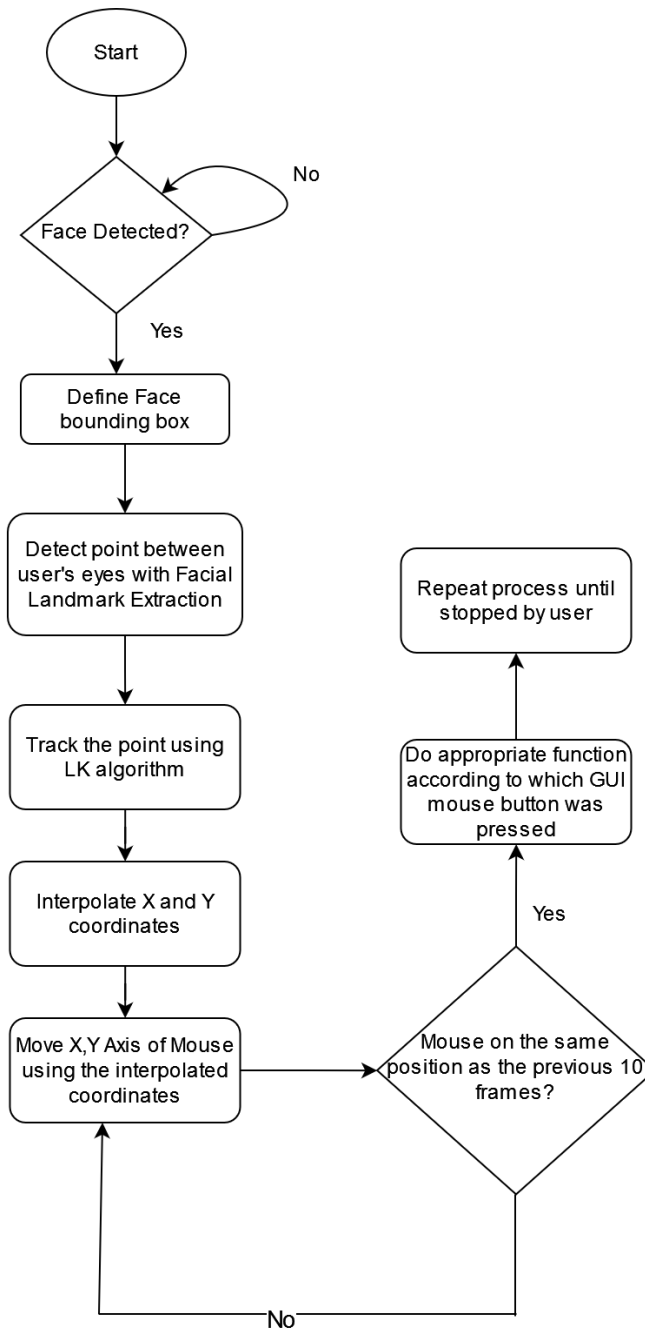 Start
No
Face Detected?
Yes
Define Face
bounding box
Detect point between
user's eyes with Facial
Landmark Extraction
Track the point using
LK algorithm
Interpolate X and Y
coordinates
Move X,Y Axis of Mouse
using the interpolated
coordinates
Mouse on the same
position as the previous 10
frames?
No
Yes
Do appropriate function
according to which GUI
mouse button was
pressed
Repeat process until
stopped by user